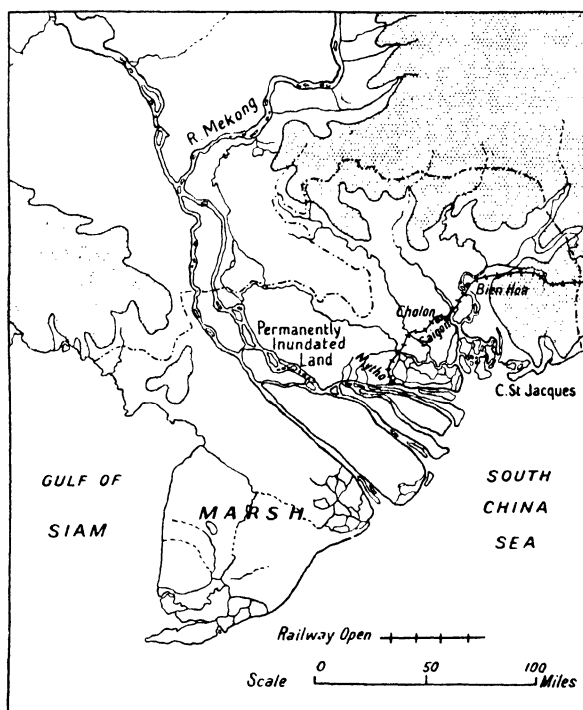 R. Mekong
Bien Hoa
Cholon
Saigon
Permanently
Inundated
Land
Mytho
C. St Jacques
GULF OF
SIAM
MARSH
SOUTH
CHINA
SEA
Railway Open
Scale 0 50 100 Miles